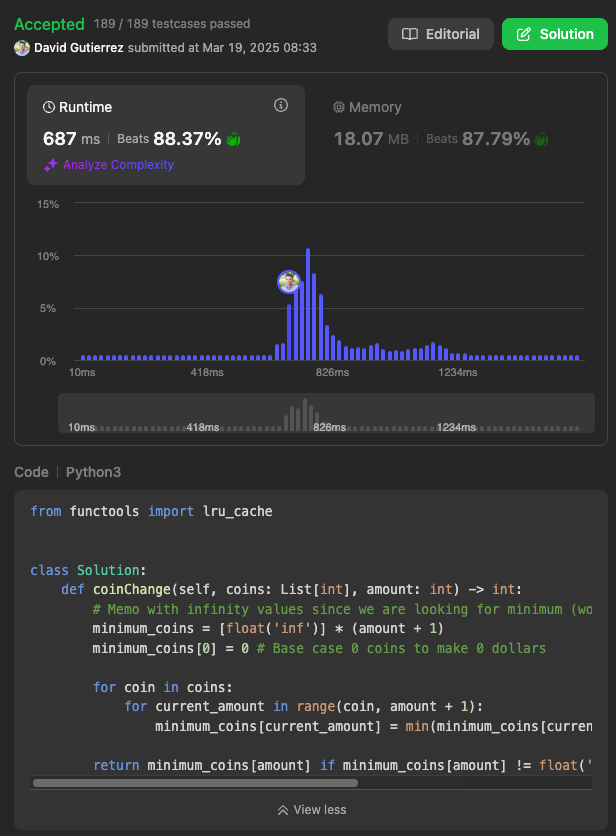 Accepted 189 / 189 testcases passed
David Gutierrez submitted at Mar 19, 2025 08:33
Editorial
Solution
Runtime
687 ms | Beats 88.37%
Analyze Complexity
Memory
18.07 MB | Beats 87.79%
15%
10%
5%
0%
10ms 418ms 826ms 1234ms
10ms 418ms 826ms 1234ms
Code | Python3
from functools import lru_cache
class Solution:
    def coinChange(self, coins: List[int], amount: int) -> int:
        # Memo with infinity values since we are looking for minimum (wo
        minimum_coins = [float('inf')] * (amount + 1)
        minimum_coins[0] = 0 # Base case 0 coins to make 0 dollars
        for coin in coins:
            for current_amount in range(coin, amount + 1):
                minimum_coins[current_amount] = min(minimum_coins[curren
        return minimum_coins[amount] if minimum_coins[amount] != float('
View less